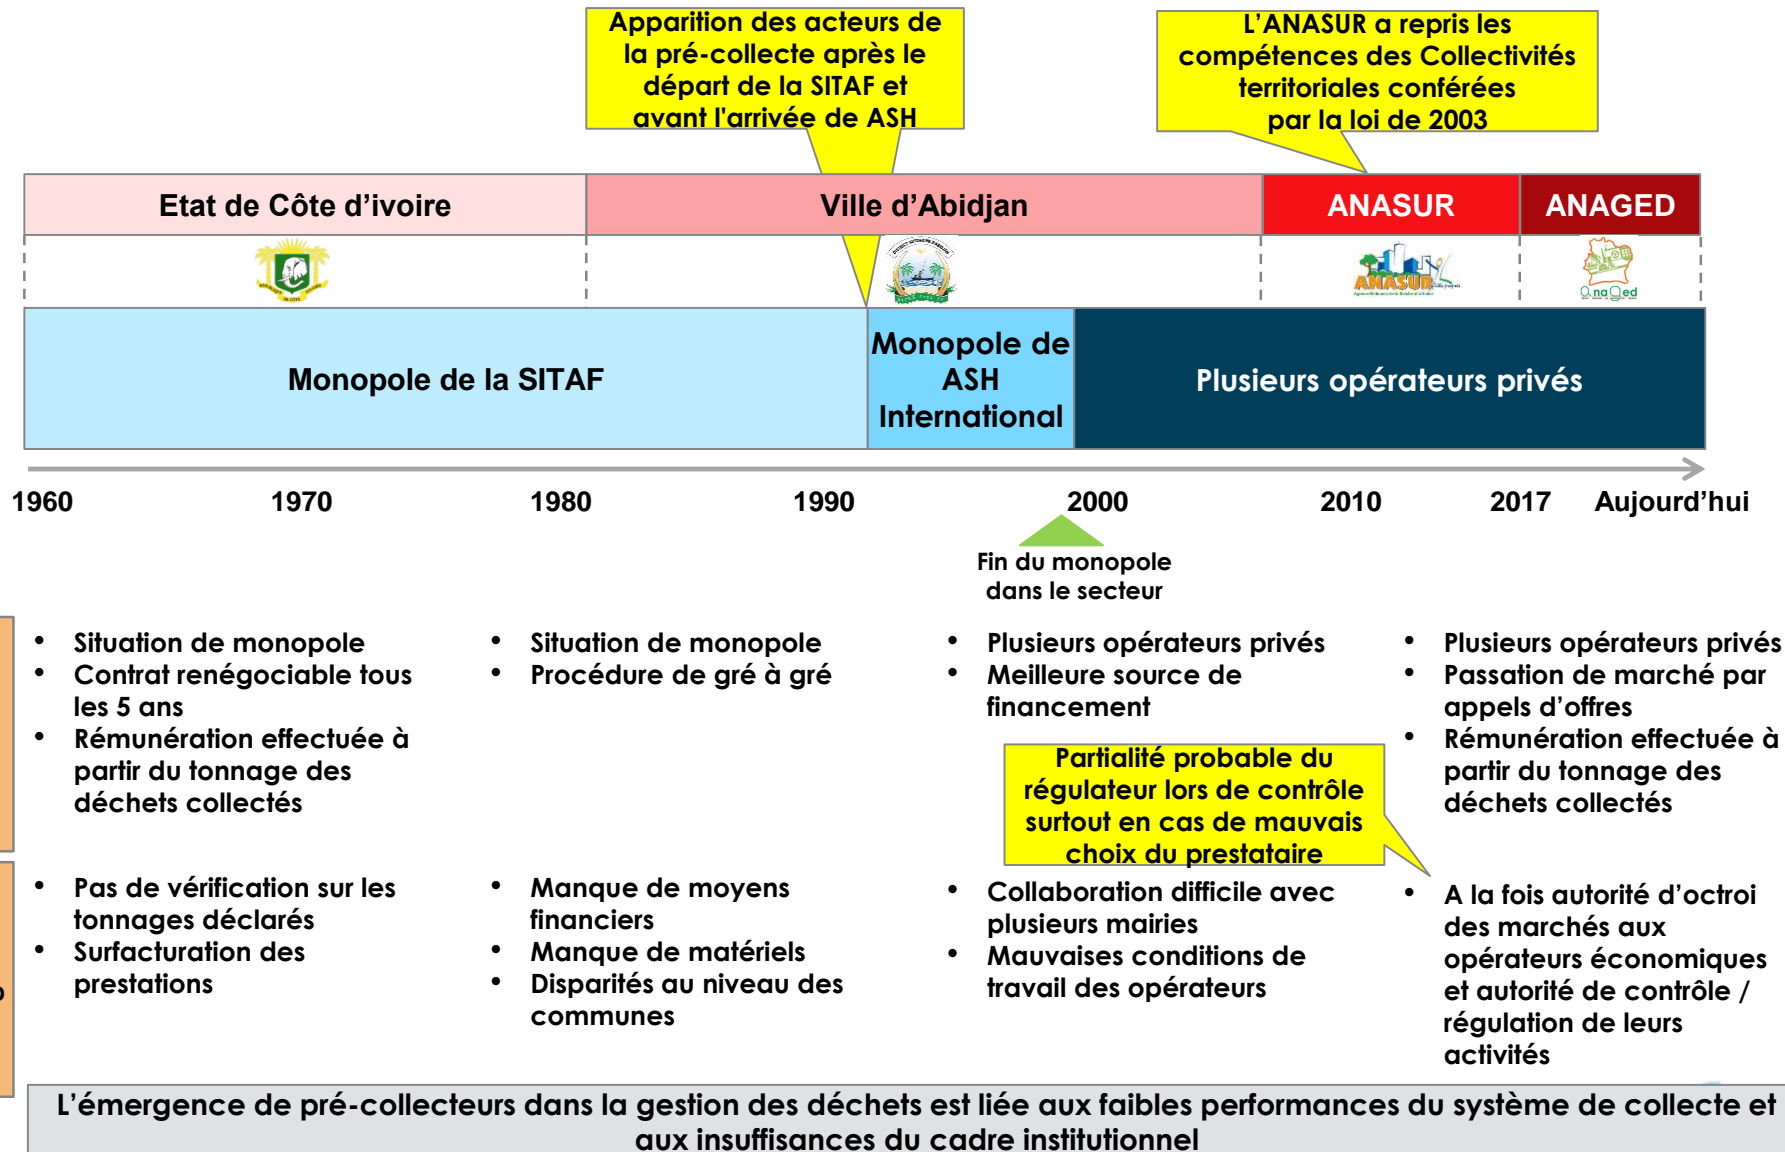 Apparition des acteurs de
la pré-collecte après le
départ de la SITAF et
avant l'arrivée de ASH
L'ANASUR a repris les
compétences des Collectivités
territoriales conférées
par la loi de 2003
Etat de Côte d'ivoire
Ville d'Abidjan
ANASUR
ANAGED
ANASUR
AnaGed
Monopole de la SITAF
Monopole de
ASH
International
Plusieurs opérateurs privés
1960
1970
1980
1990
2000
2010
2017
Aujourd'hui
Fin du monopole
dans le secteur
• Situation de monopole
• Contrat renégociable tous
les 5 ans
• Rémunération effectuée à
partir du tonnage des
déchets collectés
• Situation de monopole
• Procédure de gré à gré
• Plusieurs opérateurs privés
• Meilleure source de
financement
• Plusieurs opérateurs privés
• Passation de marché par
appels d'offres
• Rémunération effectuée à
partir du tonnage des
déchets collectés
Partialité probable du
régulateur lors de contrôle
surtout en cas de mauvais
choix du prestataire
• Pas de vérification sur les
tonnages déclarés
• Surfacturation des
prestations
• Manque de moyens
financiers
• Manque de matériels
• Disparités au niveau des
communes
• Collaboration difficile avec
plusieurs mairies
• Mauvaises conditions de
travail des opérateurs
• A la fois autorité d'octroi
des marchés aux
opérateurs économiques
et autorité de contrôle /
régulation de leurs
activités
L'émergence de pré-collecteurs dans la gestion des déchets est liée aux faibles performances du système de collecte et
aux insuffisances du cadre institutionnel